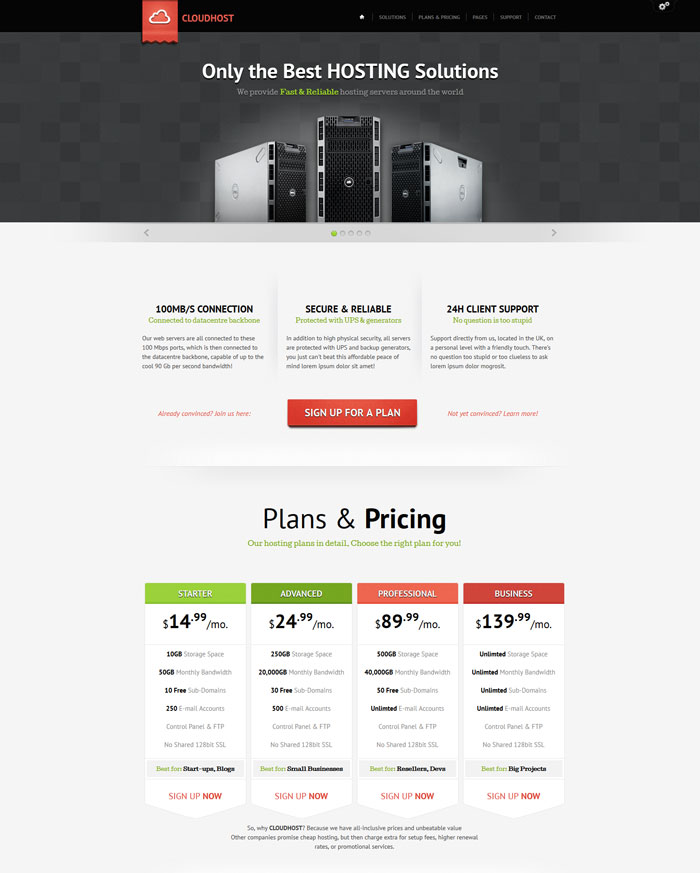 CLOUDHOST
SOLUTIONS
PLANS & PRICING
PAGES
SUPPORT
CONTACT
Only the Best HOSTING Solutions
We provide Fast & Reliable hosting servers around the world
100MB/S CONNECTION
Connected to datacentre backbone
Our web servers are all connected to these
100 Mbps ports, which is then connected to
the datacentre backbone, capable of up to the
cool 90 Gb per second bandwidth!
SECURE & RELIABLE
Protected with UPS & generators
In addition to high physical security, all servers
are protected with UPS and backup generators,
you just can't beat this affordable peace of
mind lorem ipsum dolor sit amet!
24H CLIENT SUPPORT
No question is too stupid
Support directly from us, located in the UK, on
a personal level with a friendly touch. There's
no question too stupid or too clueless to ask
lorem ipsum dolor mogrosit.
Already convinced? Join us here:
SIGN UP FOR A PLAN
Not yet convinced? Learn more!
Plans & Pricing
Our hosting plans in detail, Choose the right plan for you!
STARTER
$14.99/mo.
10GB Storage Space
50GB Monthly Bandwidth
10 Free Sub-Domains
250 E-mail Accounts
Control Panel & FTP
No Shared 128bit SSL
Best for: Start-ups, Blogs
SIGN UP NOW
ADVANCED
$24.99/mo.
250GB Storage Space
20,000GB Monthly Bandwidth
30 Free Sub-Domains
500 E-mail Accounts
Control Panel & FTP
No Shared 128bit SSL
Best for: Small Businesses
SIGN UP NOW
PROFESSIONAL
$89.99/mo.
500GB Storage Space
40,000GB Monthly Bandwidth
50 Free Sub-Domains
Unlimted E-mail Accounts
Control Panel & FTP
No Shared 128bit SSL
Best for: Resellers, Devs
SIGN UP NOW
BUSINESS
$139.99/mo.
Unlimted Storage Space
Unlimted Monthly Bandwidth
Unlimted Sub-Domains
Unlimted E-mail Accounts
Control Panel & FTP
No Shared 128bit SSL
Best for: Big Projects
SIGN UP NOW
So, why CLOUDHOST? Because we have all-inclusive prices and unbeatable value
Other companies promise cheap hosting, but then charge extra for setup fees, higher renewal
rates, or promotional services.